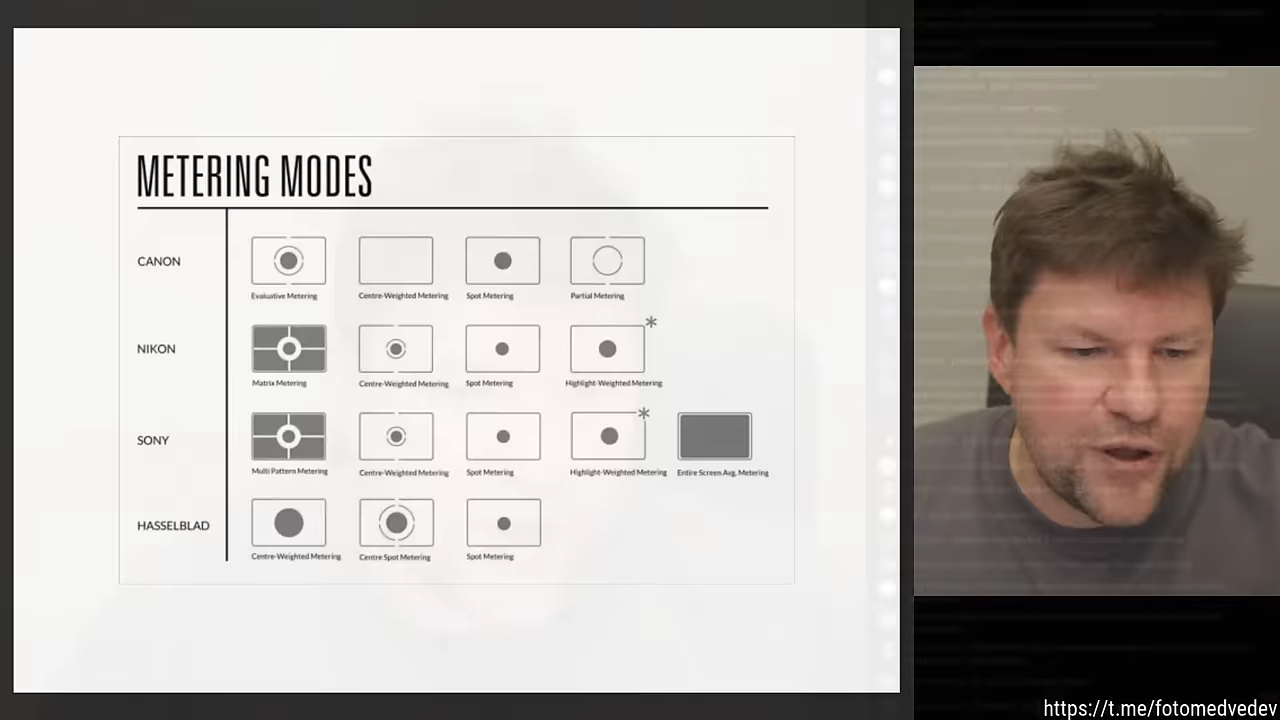 METERING MODES
CANON
Evaluative Metering
Centre-Weighted Metering
Spot Metering
Partial Metering
NIKON
*
Matrix Metering
Centre-Weighted Metering
Spot Metering
Highlight-Weighted Metering
SONY
*
Multi Pattern Metering
Centre-Weighted Metering
Spot Metering
Highlight-Weighted Metering
Entire Screen Avg. Metering
HASSELBLAD
Centre-Weighted Metering
Centre Spot Metering
Spot Metering
https://t.me/fotomedvedev